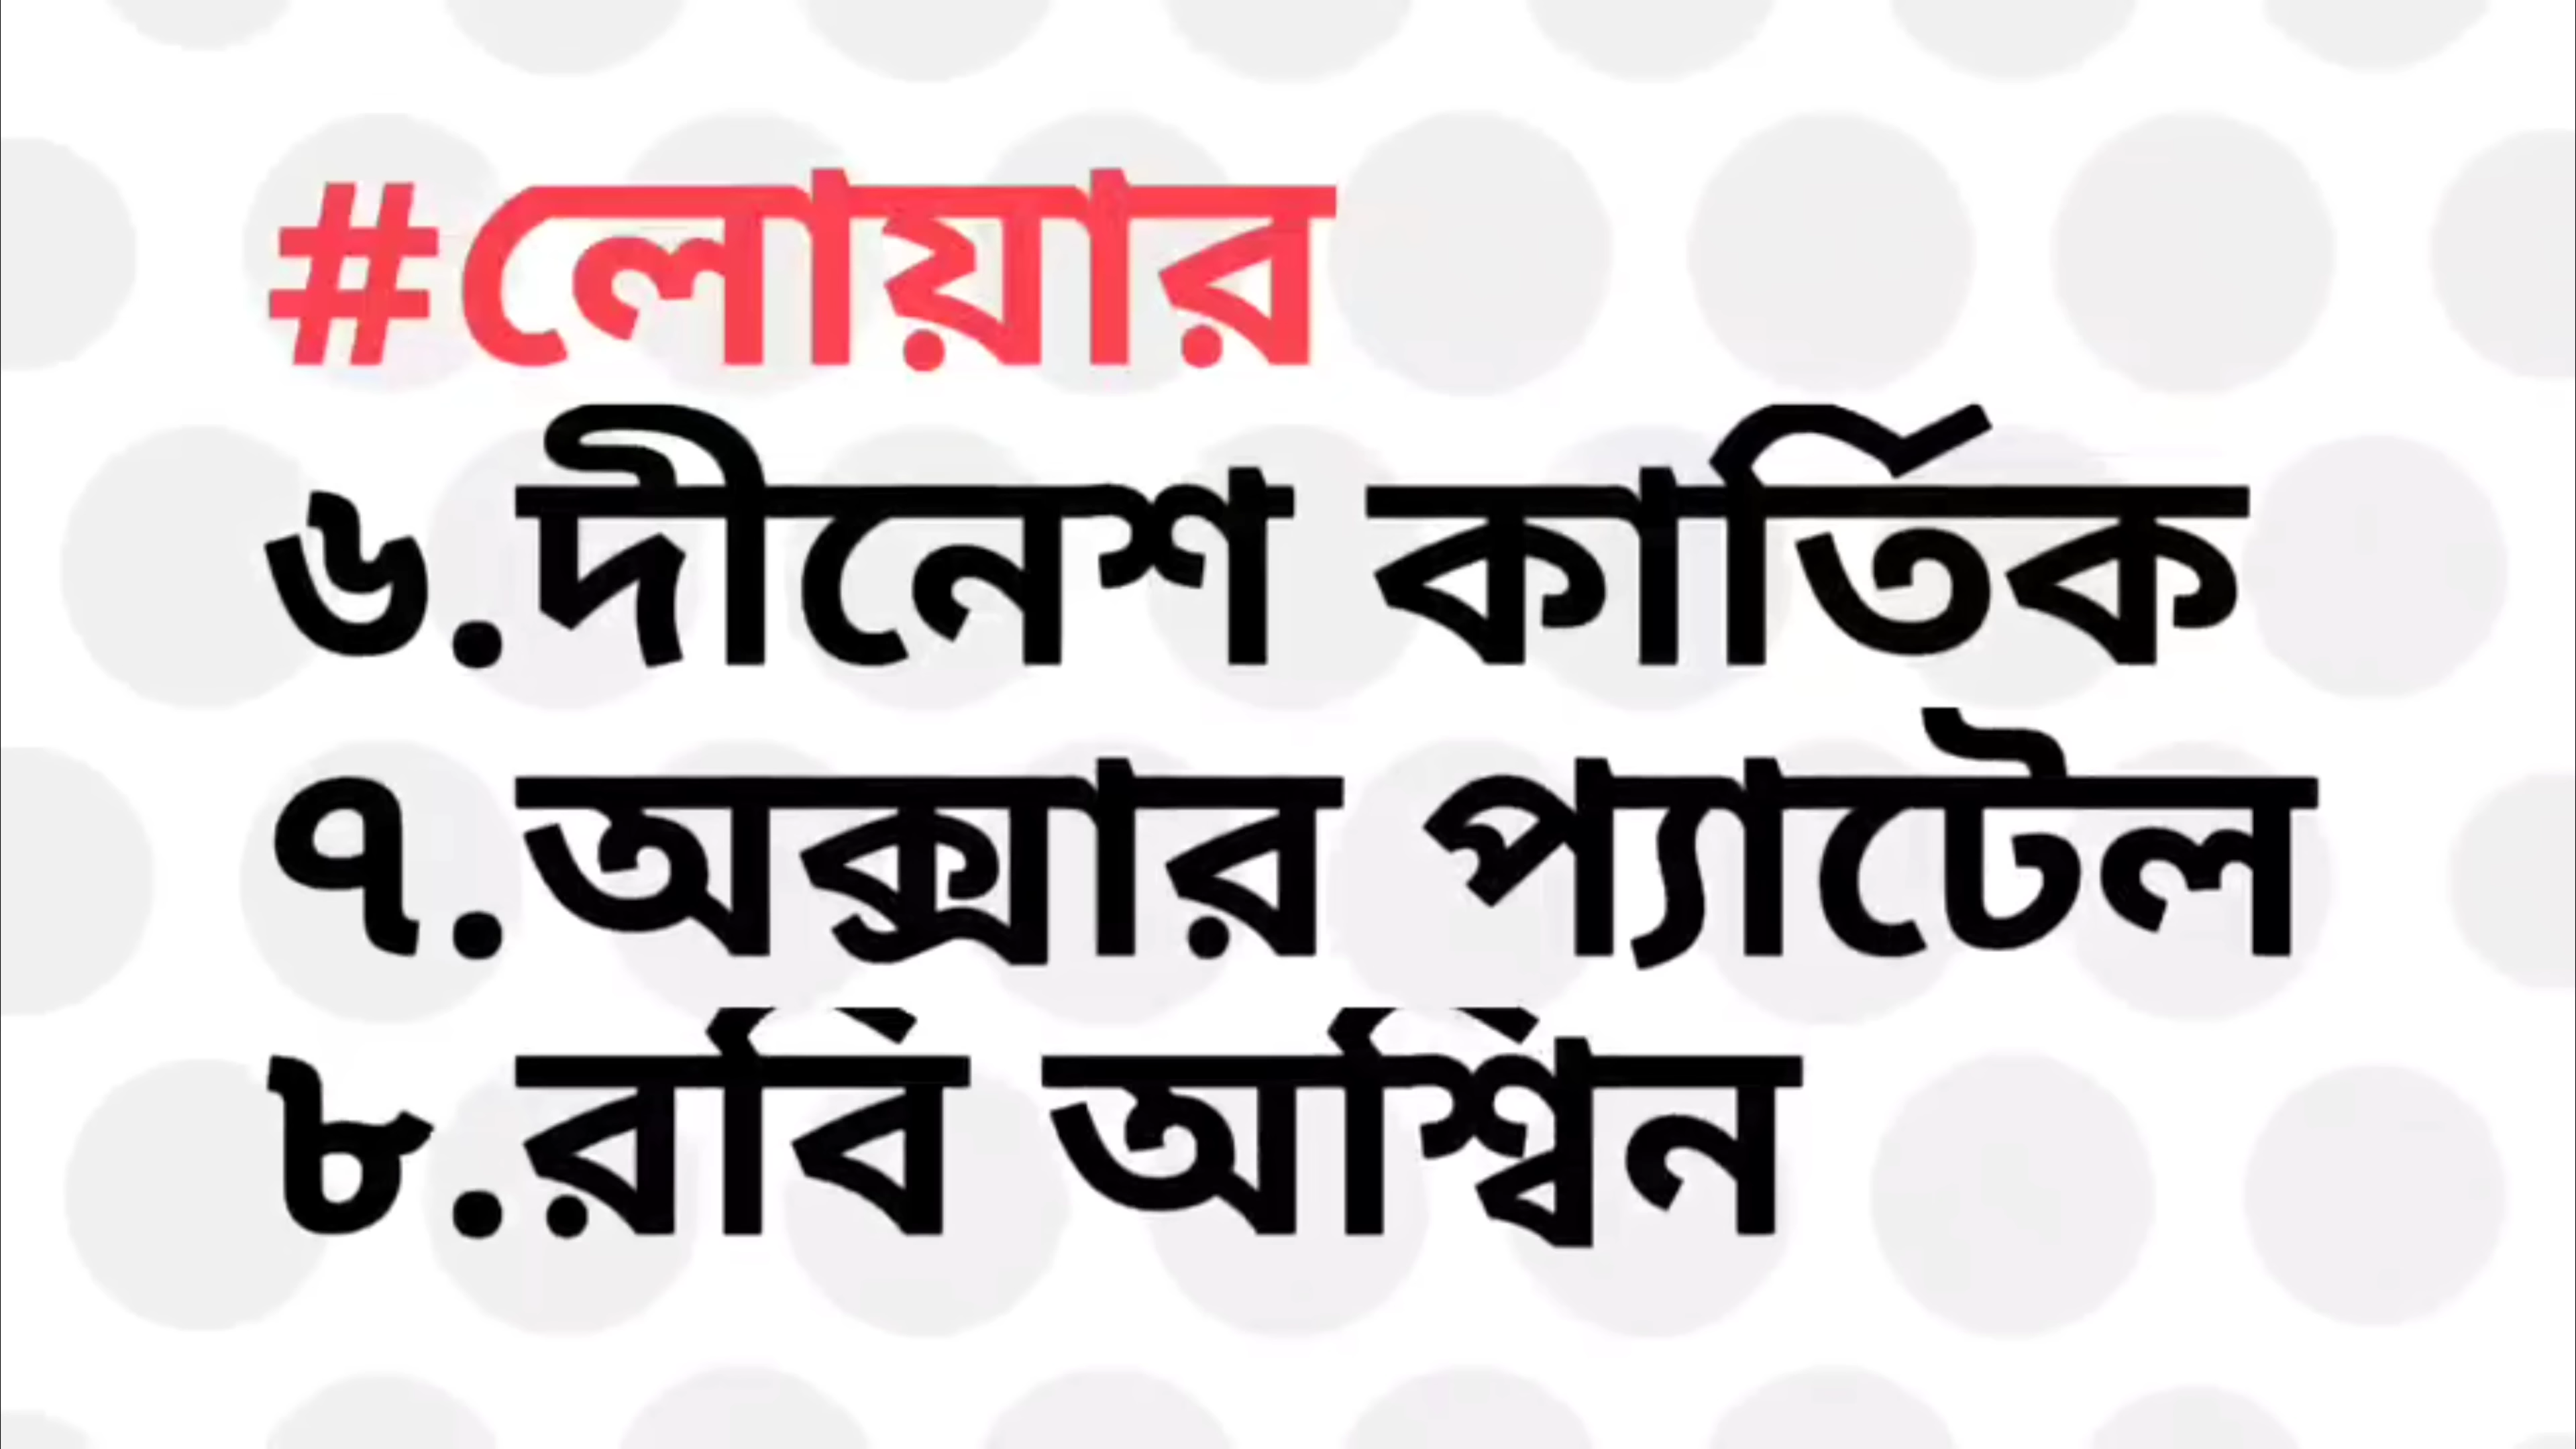 #লোয়ার
৬.দীনেশ কার্তিক
৭.অক্সার প্যাটেল
৮.রবি অশ্বিন